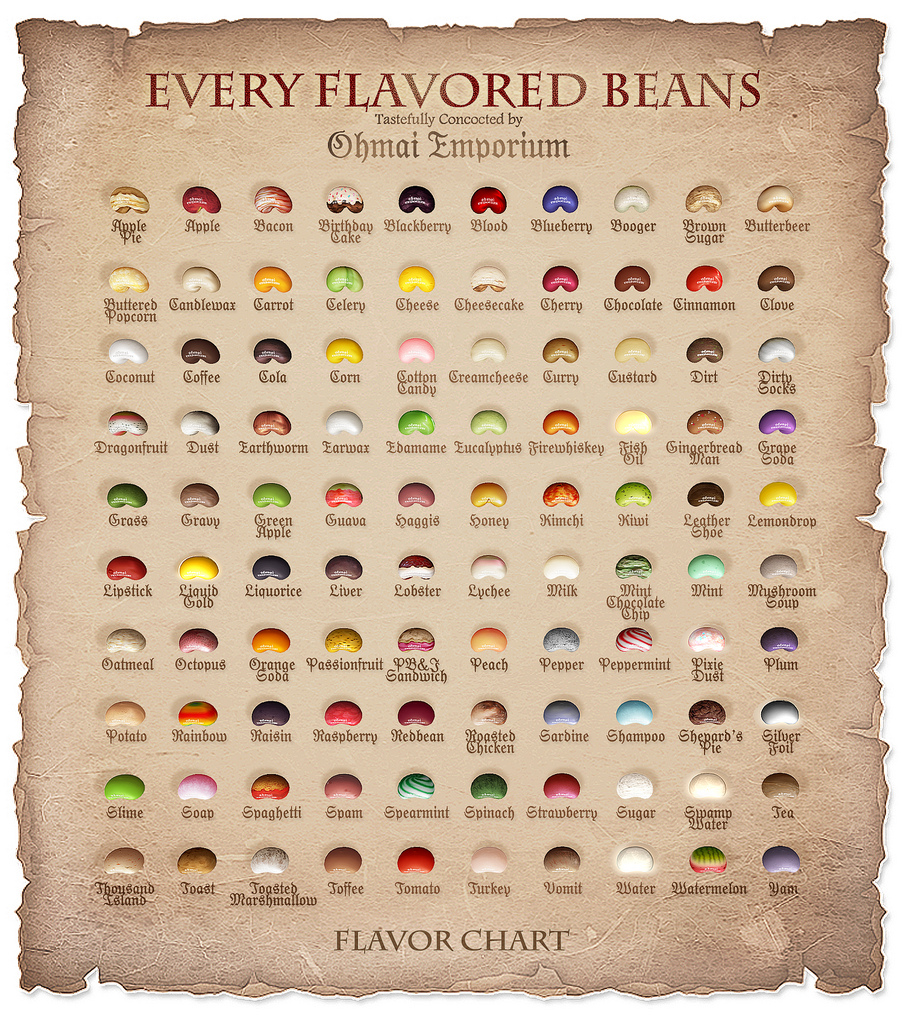 EVERY FLAVORED BEANS
Tastefully Concocted by
Ohmai Emporium
Apple Pie
Apple
Bacon
Birthday Cake
Blackberry
Blood
Blueberry
Booger
Brown Sugar
Butterbeer
Buttered Popcorn
Candlewax
Carrot
Celery
Cheese
Cheesecake
Cherry
Chocolate
Cinnamon
Clove
Coconut
Coffee
Cola
Corn
Cotton Candy
Creamcheese
Curry
Custard
Dirt
Dirty Socks
Dragonfruit
Dust
Earthworm
Earwax
Edamame
Eucalyptus
Firewhiskey
Fish Oil
Gingerbread Man
Grape Soda
Grass
Gravy
Green Apple
Guava
Haggis
Honey
Kimchi
Kiwi
Leather Shoe
Lemondrop
Lipstick
Liquid Gold
Liquorice
Liver
Lobster
Lychee
Milk
Mint Chocolate Chip
Mint
Mushroom Soup
Oatmeal
Octopus
Orange Soda
Passionfruit
PB&J Sandwich
Peach
Pepper
Peppermint
Pixie Dust
Plum
Potato
Rainbow
Raisin
Raspberry
Redbean
Roasted Chicken
Sardine
Shampoo
Shepard's Pie
Silver Foil
Slime
Soap
Spaghetti
Spam
Spearmint
Spinach
Strawberry
Sugar
Swamp Water
Tea
Thousand Island
Toast
Toasted Marshmallow
Toffee
Tomato
Turkey
Vomit
Water
Watermelon
Yam
FLAVOR CHART